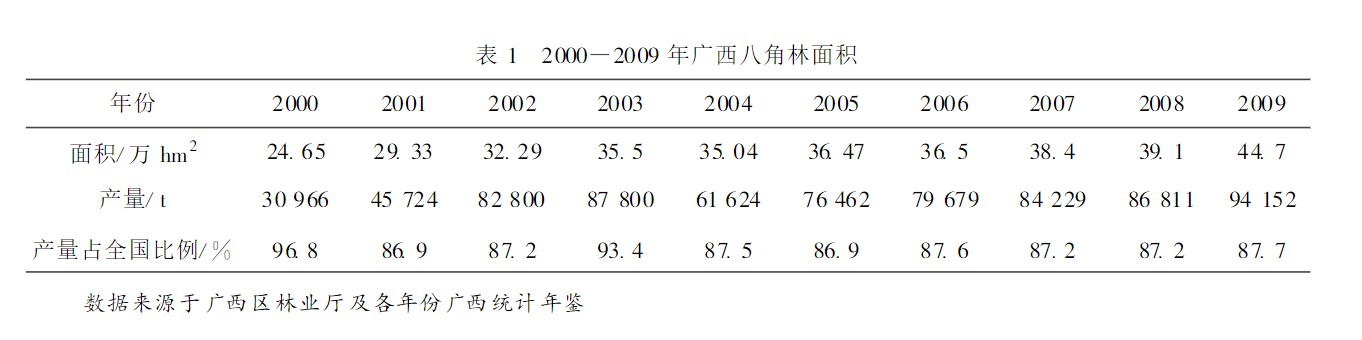 表 1 2000—2009 年广西八角林面积
年份 2000 2001 2002 2003 2004 2005 2006 2007 2008 2009
面积/万 hm² 24.65 29.33 32.29 35.5 35.04 36.47 36.5 38.4 39.1 44.7
产量/t 30 966 45 724 82 800 87 800 61 624 76 462 79 679 84 229 86 811 94 152
产量占全国比例/% 96.8 86.9 87.2 93.4 87.5 86.9 87.6 87.2 87.2 87.7
数据来源于广西区林业厅及各年份广西统计年鉴